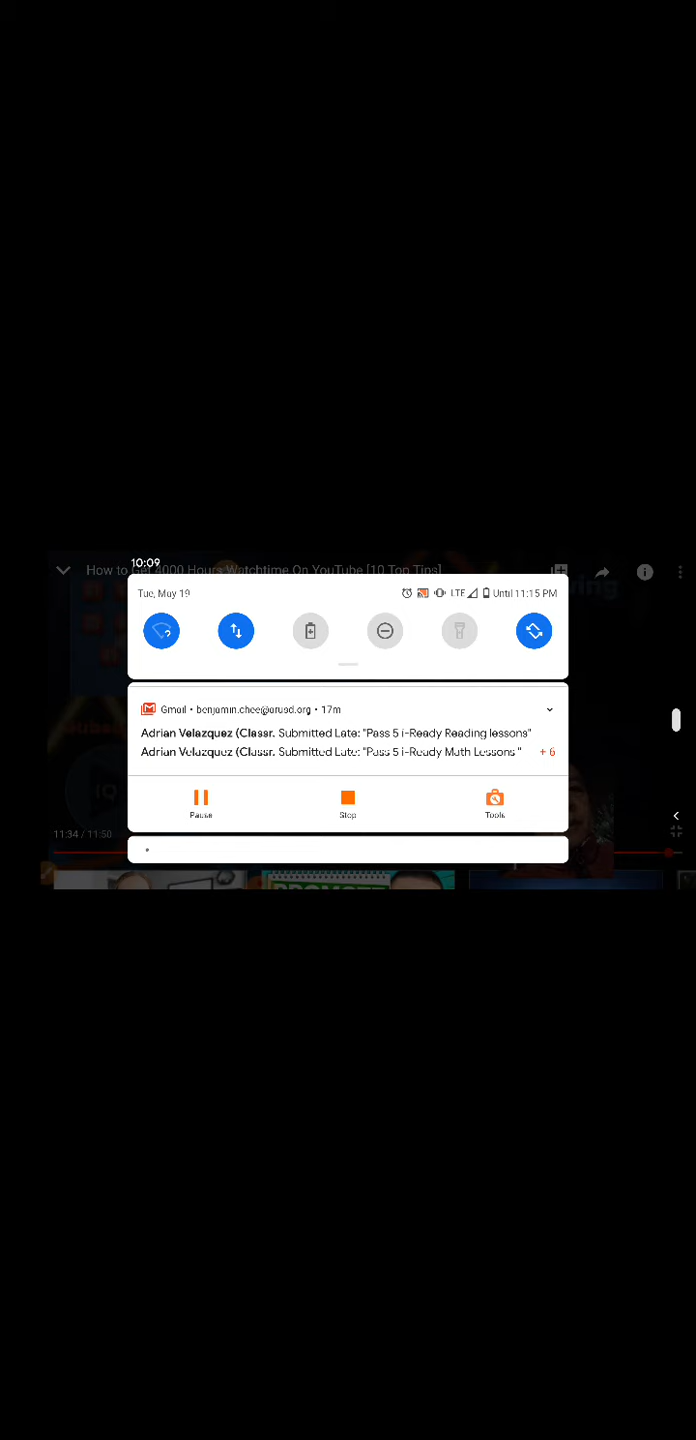 How to Get 4000 Hours Watchtime On YouTube [10 Top Tips]
10:09
Tue, May 19
LTE
Until 11:15 PM
Gmail • benjamin.chee@arusd.org • 17m
Adrian Velazquez (Classr. Submitted Late: "Pass 5 i-Ready Reading lessons"
Adrian Velazquez (Classr. Submitted Late: "Pass 5 i-Ready Math Lessons "
+ 6
Pause Stop Tools
11:34 / 11:50
PROMOTE